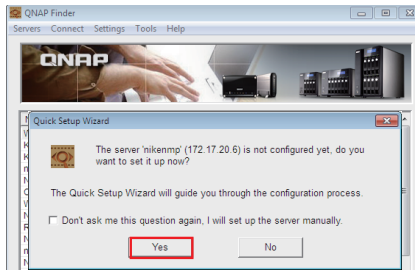 QNAP Finder
Servers Connect Settings Tools Help
QNAP
Quick Setup Wizard
The server 'nikenmp' (172.17.20.6) is not configured yet, do you
want to set it up now?
The Quick Setup Wizard will guide you through the configuration process.
Don't ask me this question again, I will set up the server manually.
Yes No